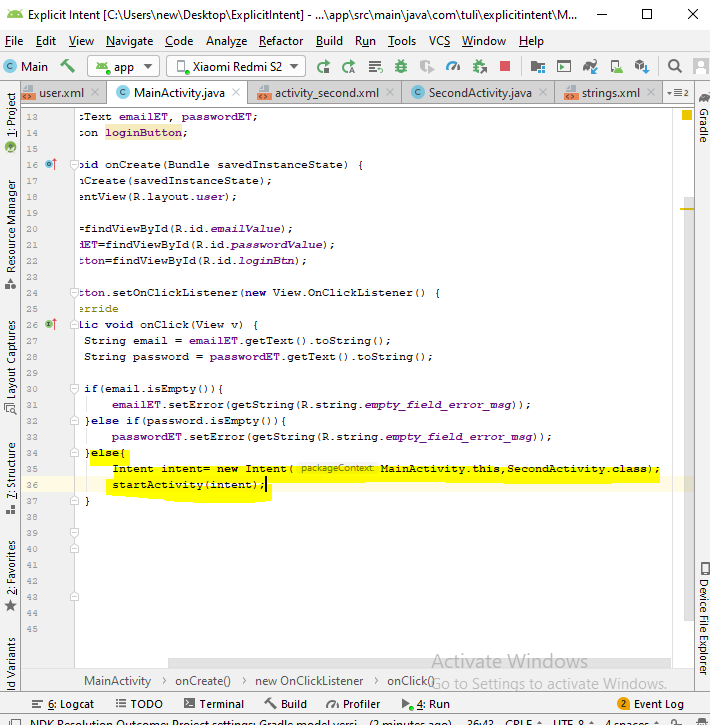 Explicit Intent [C:\Users\new\Desktop\ExplicitIntent] - ...\app\src\main\java\com\tuli\explicitintent\M...
File Edit View Navigate Code Analyze Refactor Build Run Tools VCS Window Help
Main app Xiaomi Redmi S2
user.xml MainActivity.java activity_second.xml SecondActivity.java strings.xml 2
1: Project
Resource Manager
Layout Captures
7: Structure
2: Favorites
ld Variants
Gradle
Device File Explorer
13 tText emailET, passwordET;
14 on loginButton;
15
16 oid onCreate(Bundle savedInstanceState) {
17 nCreate(savedInstanceState);
18 entView(R.layout.user);
19
20 =findViewById(R.id.emailValue);
21 dET=findViewById(R.id.passwordValue);
22 tton=findViewById(R.id.loginBtn);
23
24 tton.setOnClickListener(new View.OnClickListener() {
25 erride
26 lic void onClick(View v) {
27 String email = emailET.getText().toString();
28 String password = passwordET.getText().toString();
29
30 if(email.isEmpty()){
31 emailET.setError(getString(R.string.empty_field_error_msg));
32 }else if(password.isEmpty()){
33 passwordET.setError(getString(R.string.empty_field_error_msg));
34 }else{
35 Intent intent= new Intent( packageContext: MainActivity.this,SecondActivity.class);
36 startActivity(intent);
37 }
38
39
40
41
42
43
44
45
Activate Windows
Go to Settings to activate Windows.
MainActivity onCreate() new OnClickListener onClick()
6: Logcat TODO Terminal Build Profiler 4: Run 2 Event Log
NDK Resolution Outcome: Project settings: Gradle model versi... (2 minutes ago) 36:43 CRLF UTF-8 4 spaces